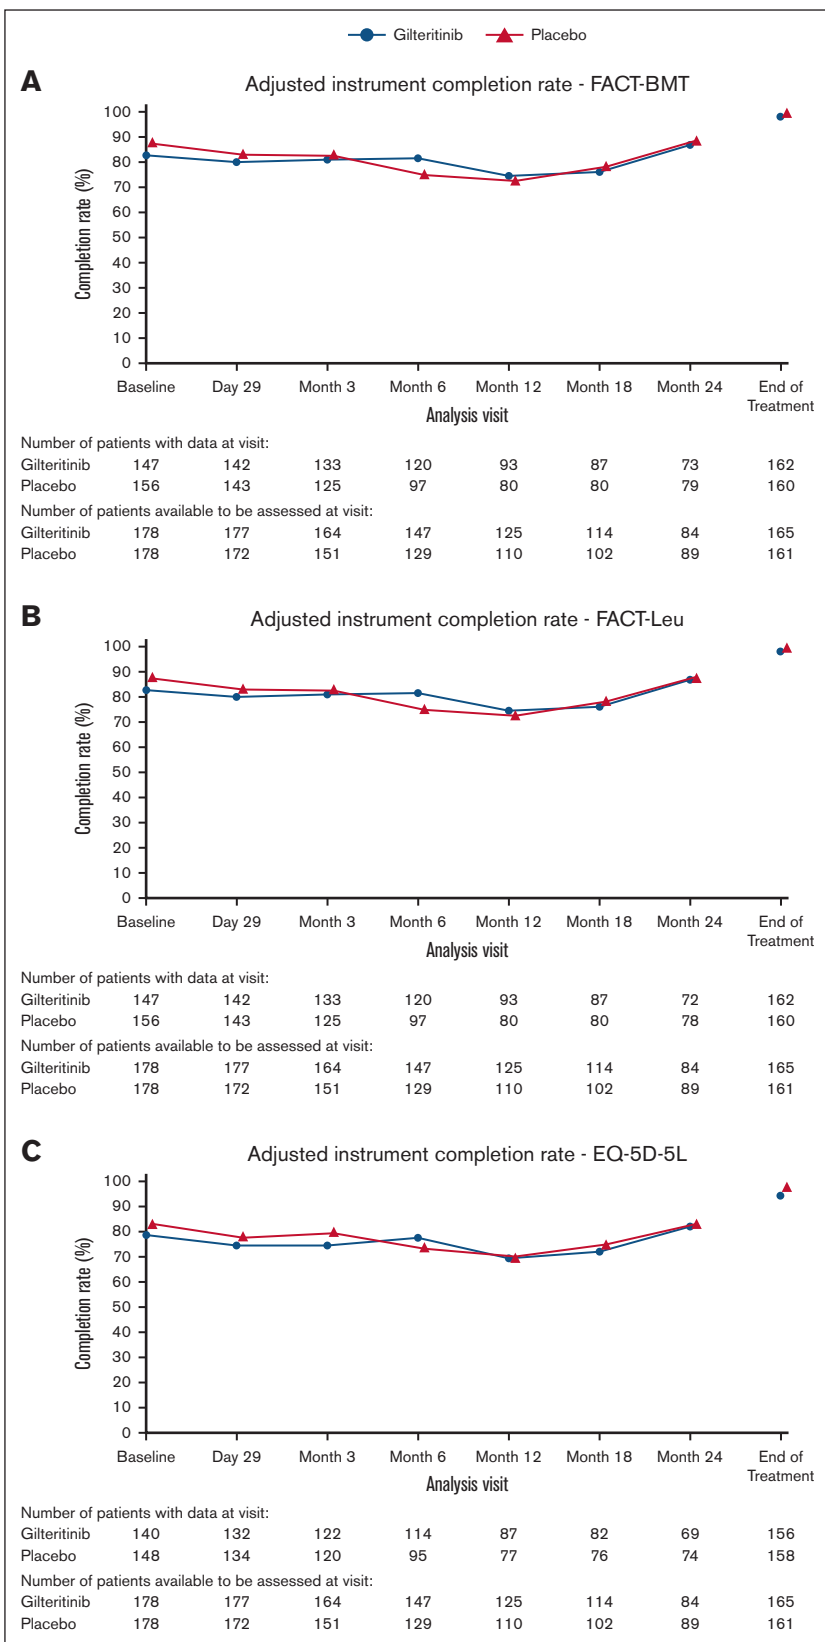 Gilteritinib Placebo
A
Adjusted instrument completion rate - FACT-BMT
Completion rate (%)
100
90
80
70
60
50
40
30
20
10
0
Baseline Day 29 Month 3 Month 6 Month 12 Month 18 Month 24 End of Treatment
Analysis visit
Number of patients with data at visit:
Gilteritinib 147 142 133 120 93 87 73 162
Placebo 156 143 125 97 80 80 79 160
Number of patients available to be assessed at visit:
Gilteritinib 178 177 164 147 125 114 84 165
Placebo 178 172 151 129 110 102 89 161
B
Adjusted instrument completion rate - FACT-Leu
Completion rate (%)
100
90
80
70
60
50
40
30
20
10
0
Baseline Day 29 Month 3 Month 6 Month 12 Month 18 Month 24 End of Treatment
Analysis visit
Number of patients with data at visit:
Gilteritinib 147 142 133 120 93 87 72 162
Placebo 156 143 125 97 80 80 78 160
Number of patients available to be assessed at visit:
Gilteritinib 178 177 164 147 125 114 84 165
Placebo 178 172 151 129 110 102 89 161
C
Adjusted instrument completion rate - EQ-5D-5L
Completion rate (%)
100
90
80
70
60
50
40
30
20
10
0
Baseline Day 29 Month 3 Month 6 Month 12 Month 18 Month 24 End of Treatment
Analysis visit
Number of patients with data at visit:
Gilteritinib 140 132 122 114 87 82 69 156
Placebo 148 134 120 95 77 76 74 158
Number of patients available to be assessed at visit:
Gilteritinib 178 177 164 147 125 114 84 165
Placebo 178 172 151 129 110 102 89 161